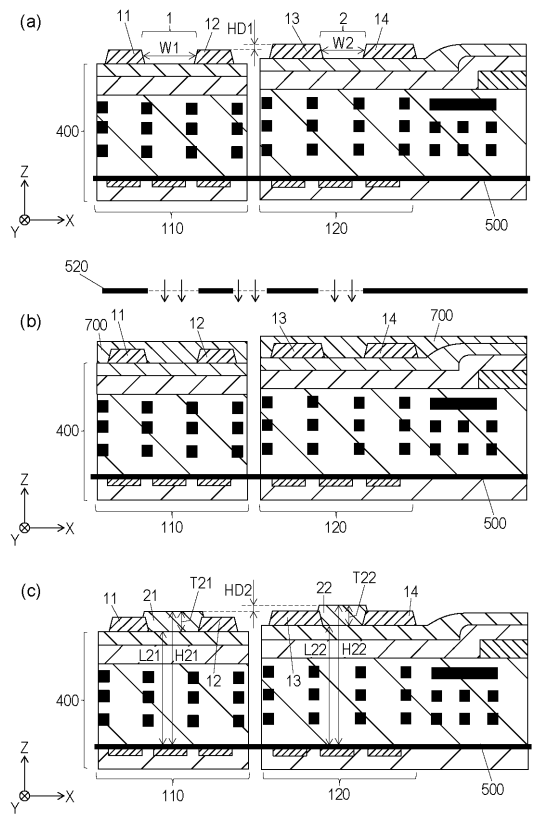 (a)
11 1 12 HD1 13 2 14
W1 W2
400
Z
Y X
110 120 500
520
(b)
700 11 12 13 14 700
400
Z
Y X
110 120 500
(c)
11 21 T21 HD2 22 T22 14
L21 H21 12 13 L22 H22
400
Z
Y X
110 120 500